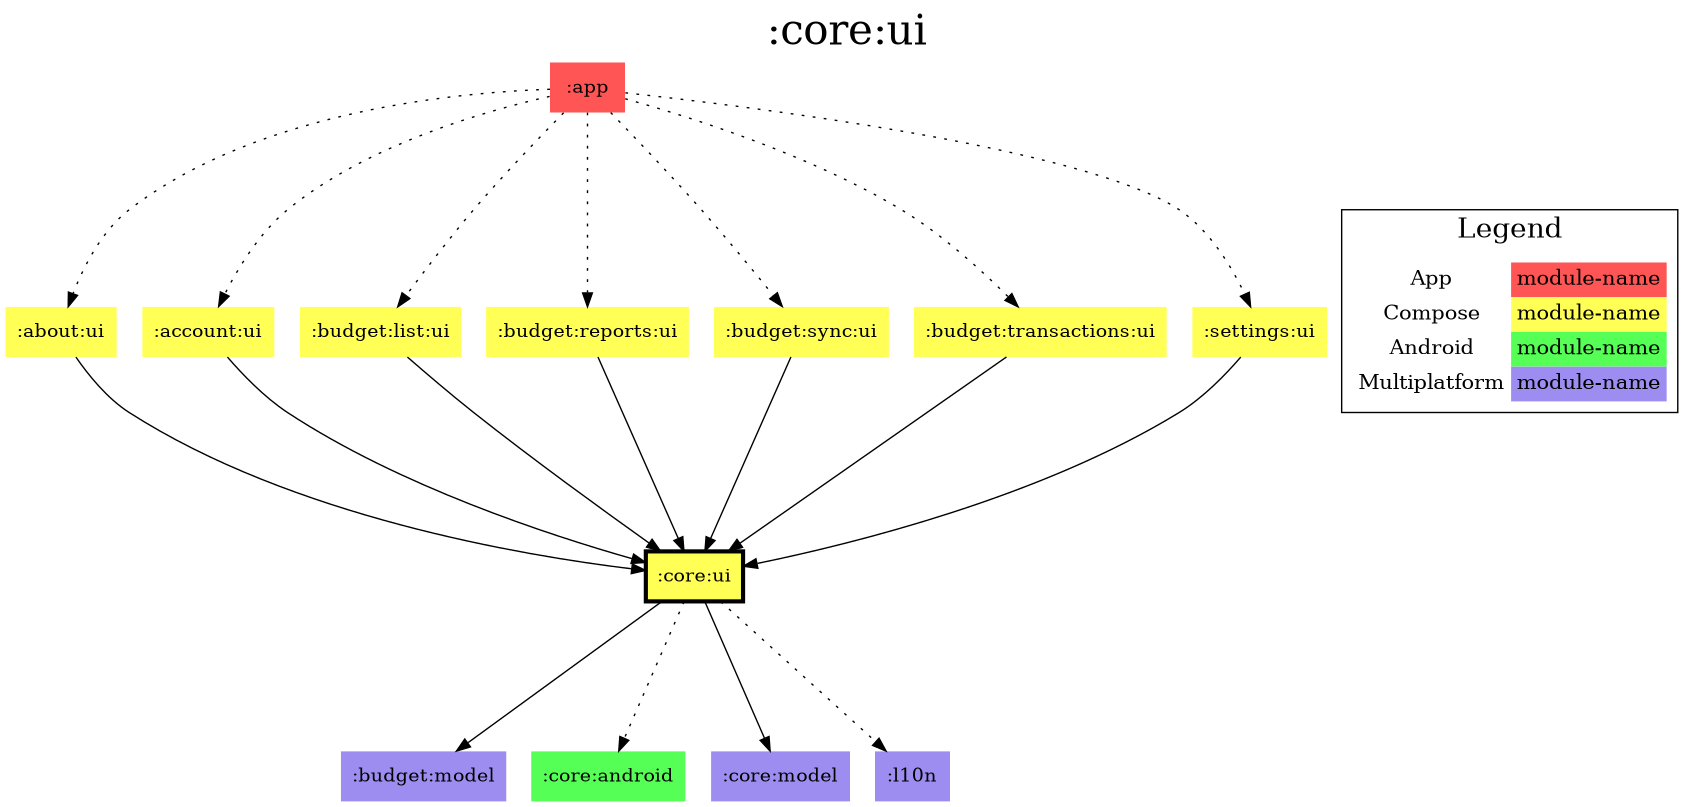 :core:ui
:app
:about:ui
:account:ui
:budget:list:ui
:budget:reports:ui
:budget:sync:ui
:budget:transactions:ui
:settings:ui
Legend
App module-name
Compose module-name
Android module-name
Multiplatform module-name
:core:ui
:budget:model
:core:android
:core:model
:l10n